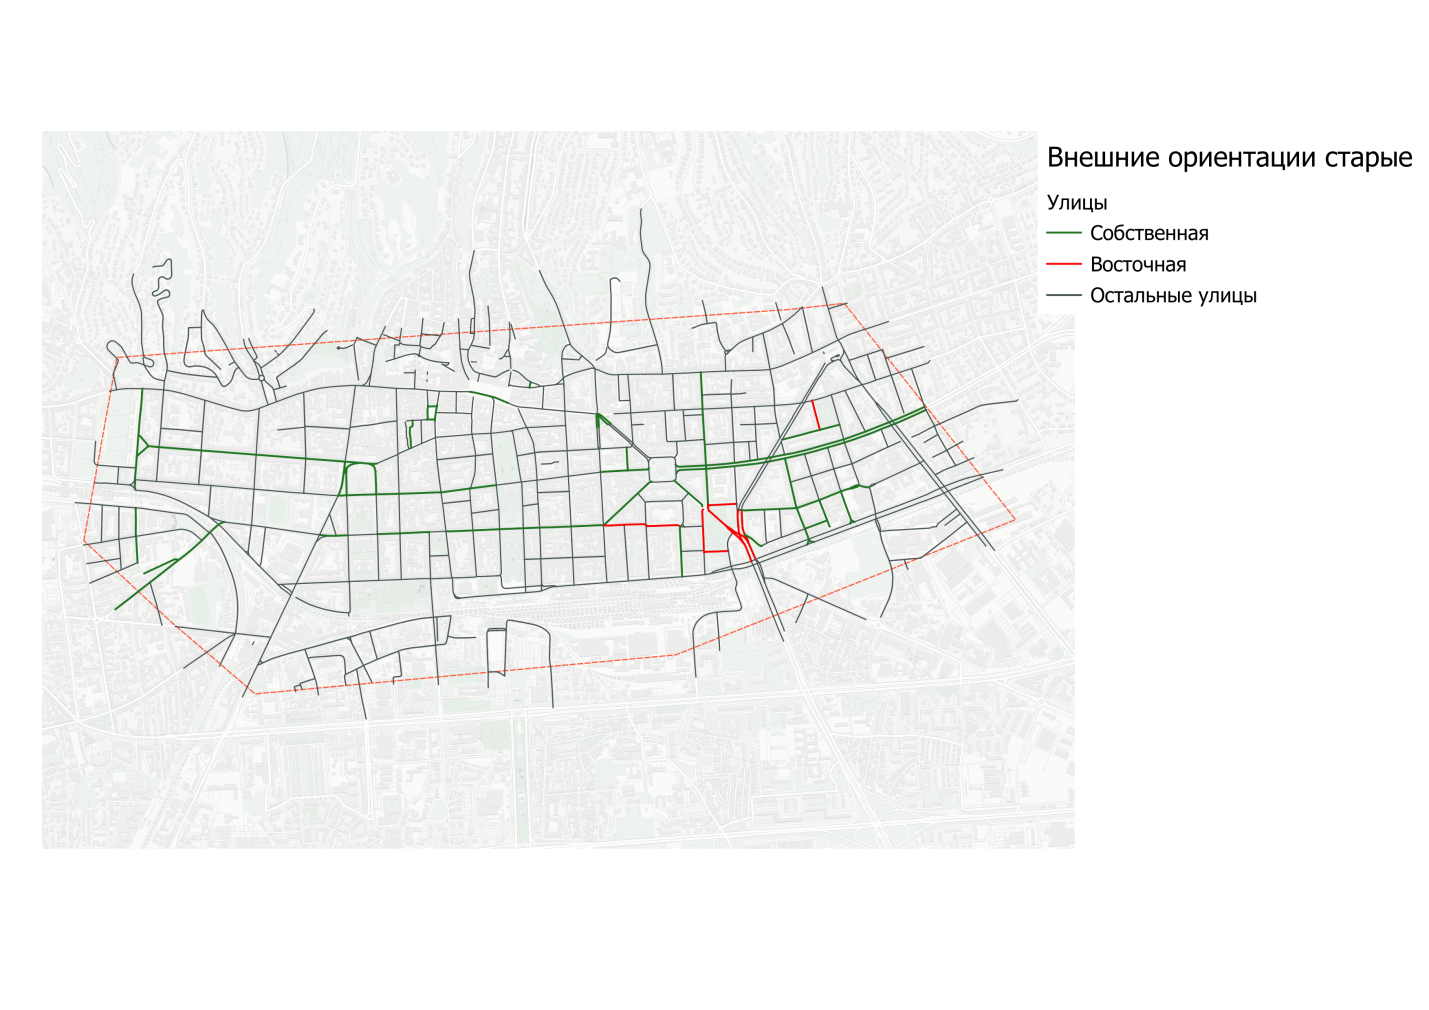 Внешние ориентации старые
Улицы
Собственная
Восточная
Остальные улицы